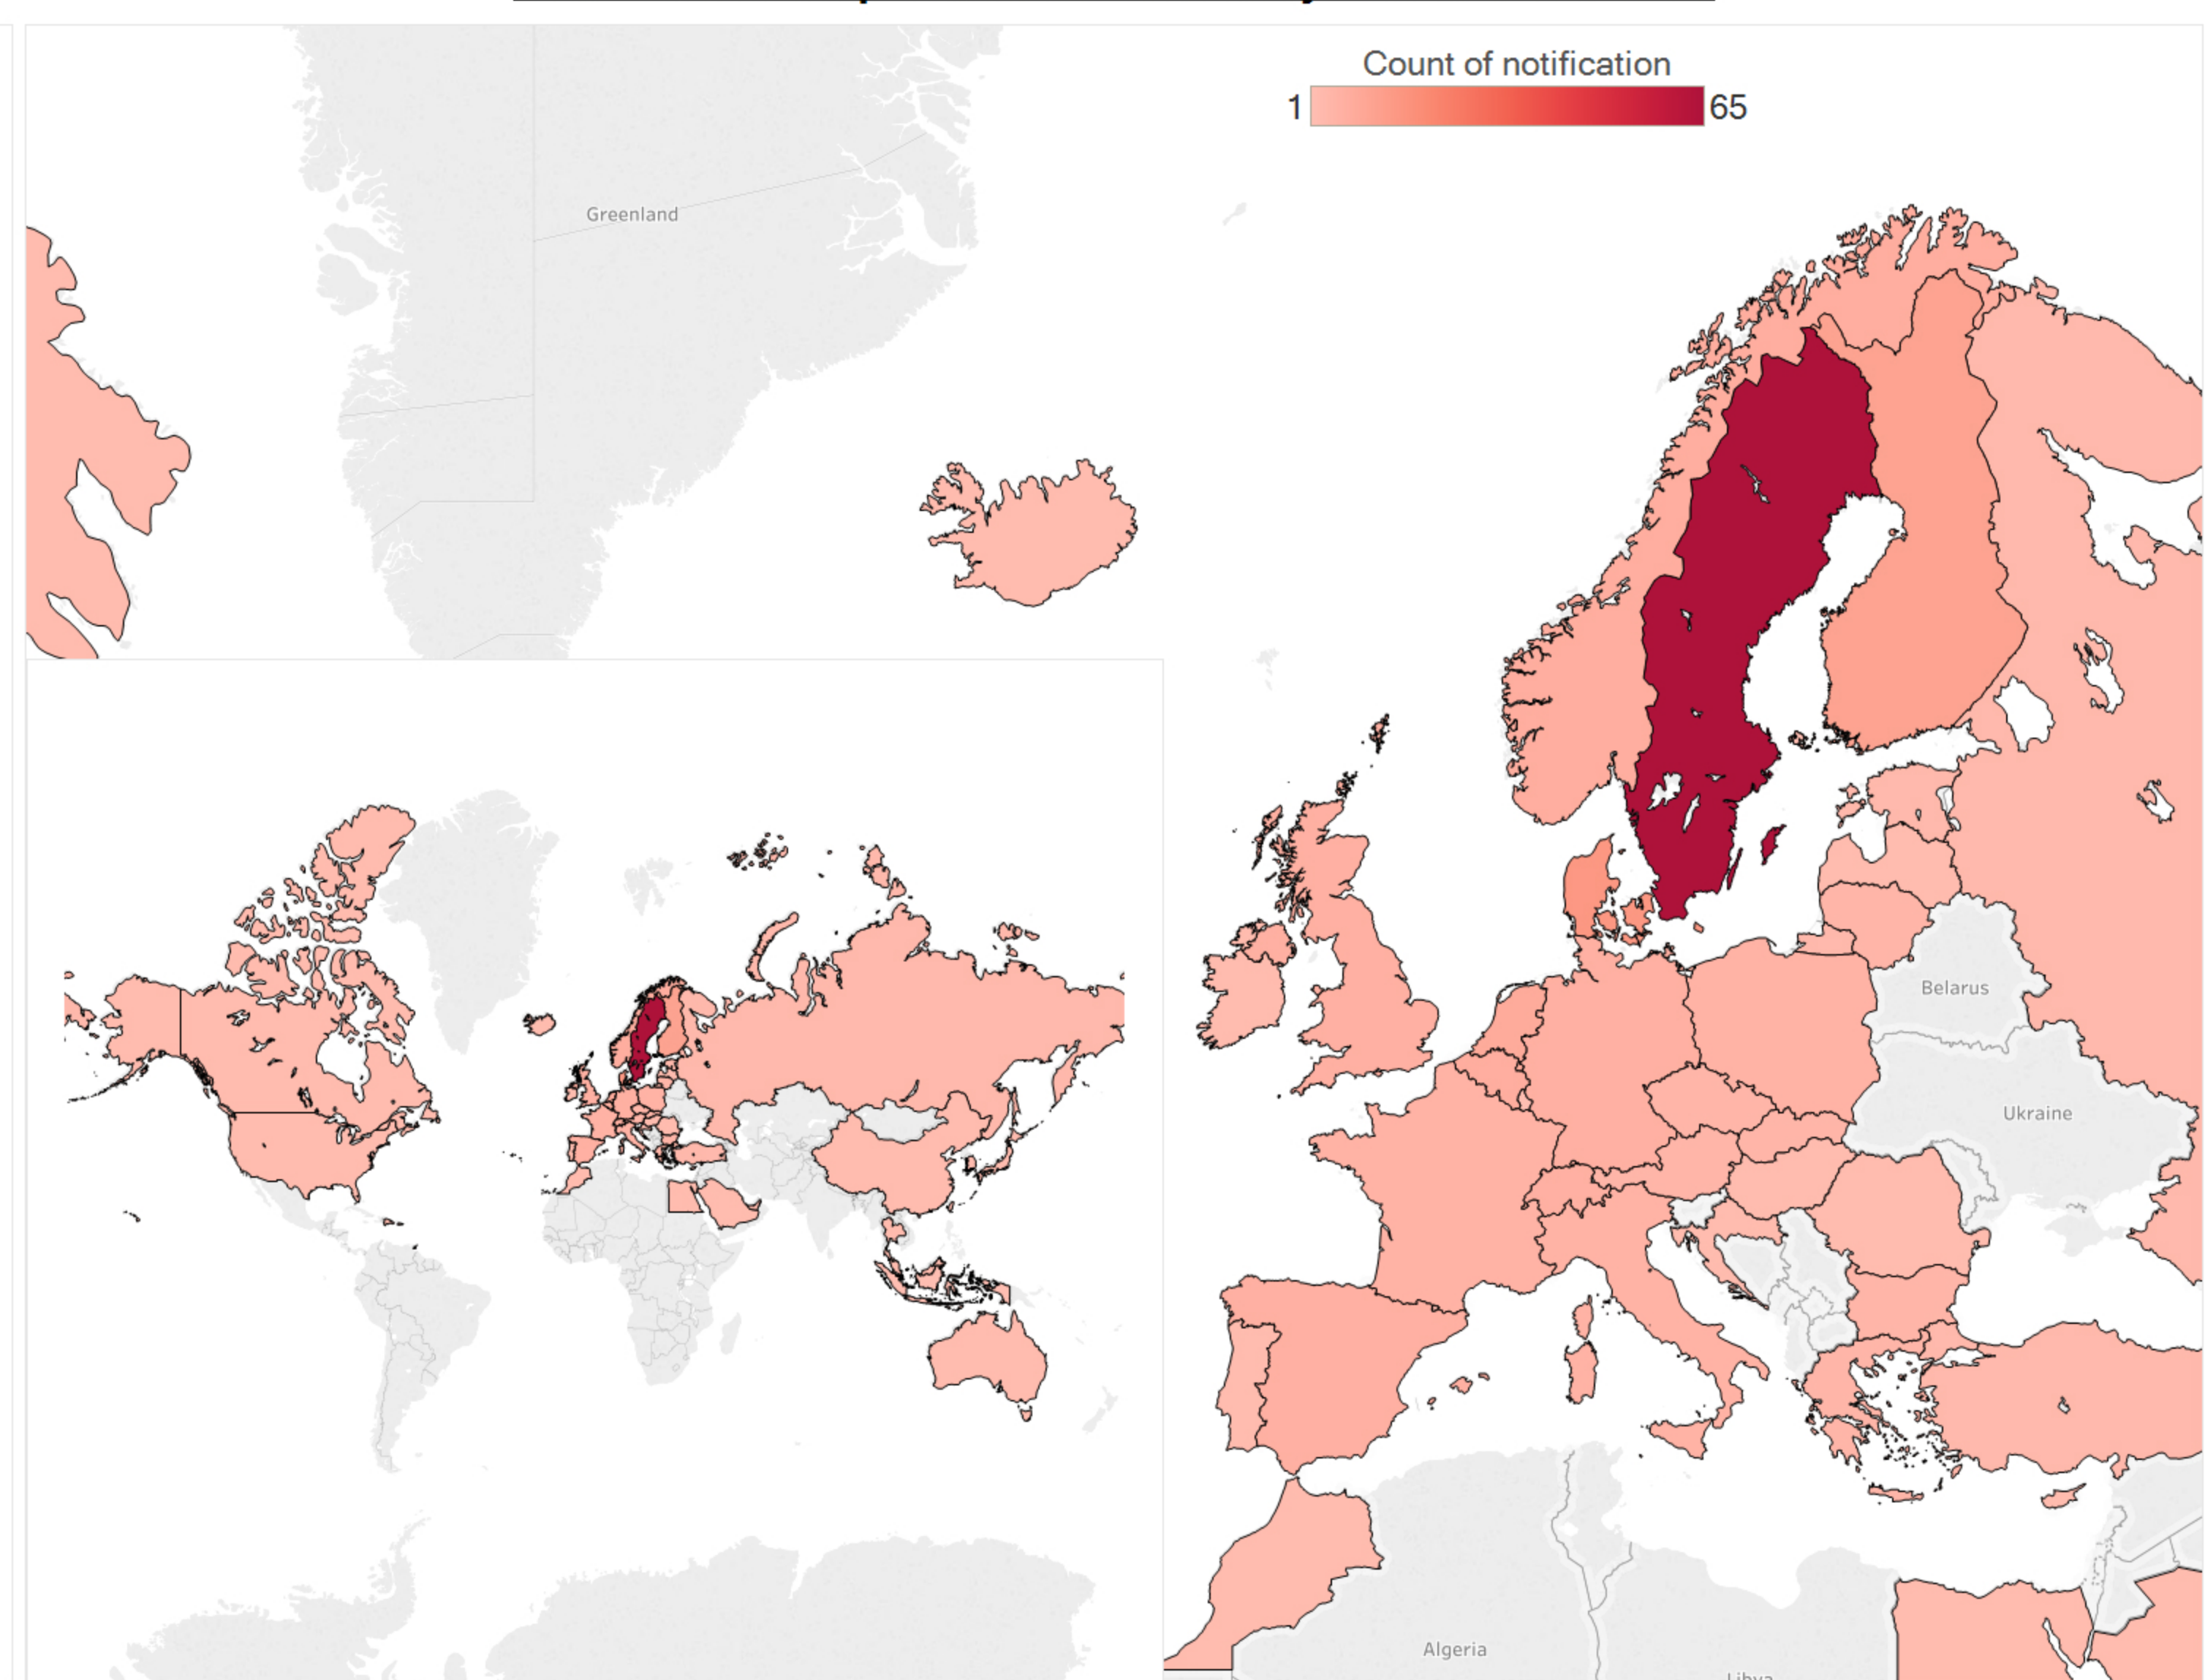 Count of notification
1 65
Greenland
Belarus
Ukraine
Algeria